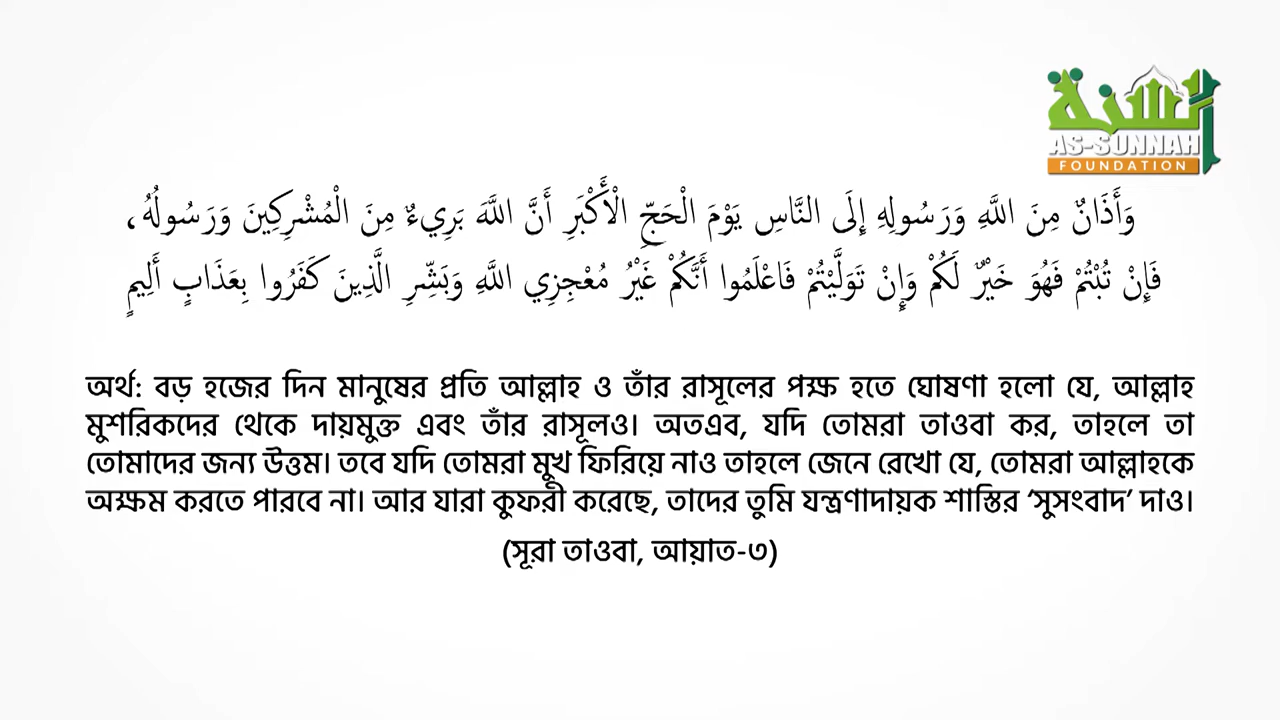 السنة
AS-SUNNAH
FOUNDATION
وَأَذَانٌ مِنَ اللَّهِ وَرَسُولِهِ إِلَى النَّاسِ يَوْمَ الْحَجِّ الْأَكْبَرِ أَنَّ اللَّهَ بَرِيءٌ مِنَ الْمُشْرِكِينَ وَرَسُولُهُ،
فَإِنْ تُبْتُمْ فَهُوَ خَيْرٌ لَكُمْ وَإِنْ تَوَلَّيْتُمْ فَاعْلَمُوا أَنَّكُمْ غَيْرُ مُعْجِزِي اللَّهِ وَبَشِّرِ الَّذِينَ كَفَرُوا بِعَذَابٍ أَلِيمٍ
অর্থ: বড় হজের দিন মানুষের প্রতি আল্লাহ ও তাঁর রাসূলের পক্ষ হতে ঘোষণা হলো যে, আল্লাহ
মুশরিকদের থেকে দায়মুক্ত এবং তাঁর রাসূলও। অতএব, যদি তোমরা তাওবা কর, তাহলে তা
তোমাদের জন্য উত্তম। তবে যদি তোমরা মুখ ফিরিয়ে নাও তাহলে জেনে রেখো যে, তোমরা আল্লাহকে
অক্ষম করতে পারবে না। আর যারা কুফরী করেছে, তাদের তুমি যন্ত্রণাদায়ক শাস্তির ‘সুসংবাদ’ দাও।
(সূরা তাওবা, আয়াত-৩)